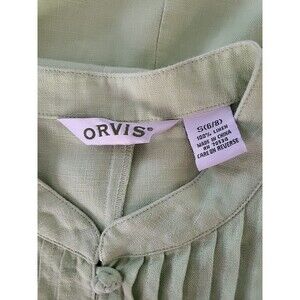 ORVIS®
S(6/8)
100% LINEN
MADE IN CHINA
CARE ON REVERSE